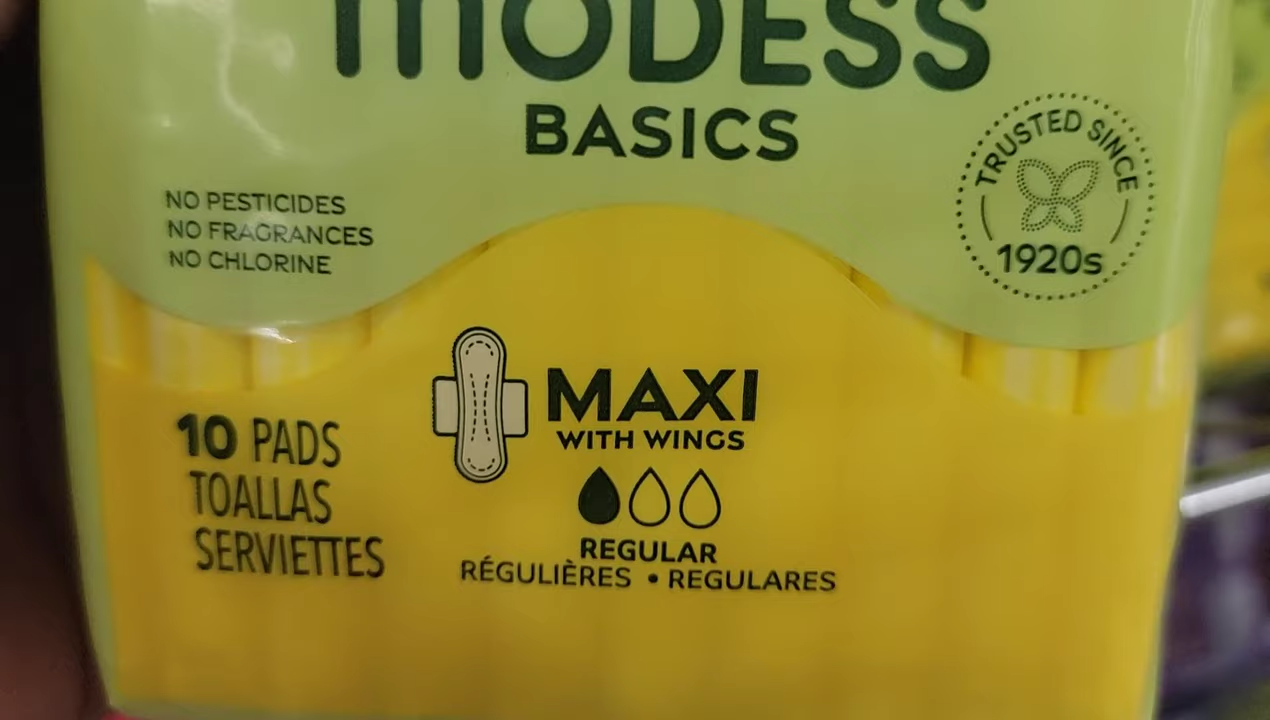 MODESS
BASICS
TRUSTED SINCE
1920s
NO PESTICIDES
NO FRAGRANCES
NO CHLORINE
MAXI
WITH WINGS
10 PADS
TOALLAS
SERVIETTES
REGULAR
RÉGULIÈRES • REGULARES